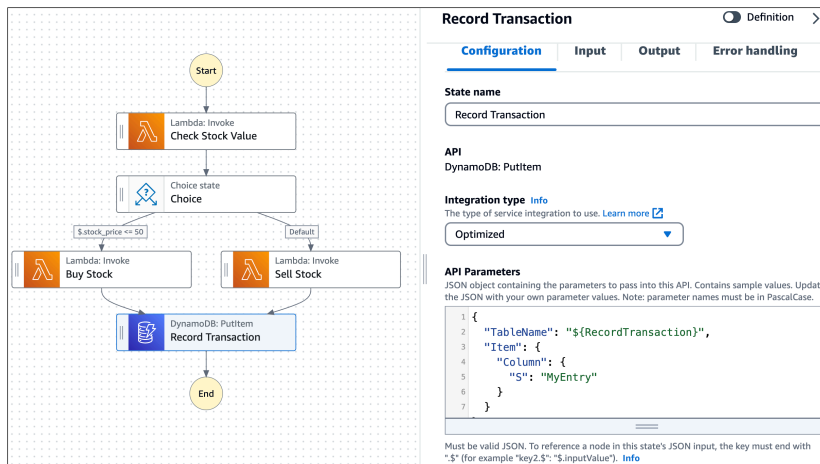 Start
Lambda: Invoke
Check Stock Value
Choice state
Choice
$.stock_price <= 50
Default
Lambda: Invoke
Buy Stock
Lambda: Invoke
Sell Stock
DynamoDB: PutItem
Record Transaction
End
Record Transaction
Definition
Configuration Input Output Error handling
State name
Record Transaction
API
DynamoDB: PutItem
Integration type Info
The type of service integration to use. Learn more
Optimized
API Parameters
JSON object containing the parameters to pass into this API. Contains sample values. Updat
the JSON with your own parameter values. Note: parameter names must be in PascalCase.
1 {
2 "TableName": "${RecordTransaction}",
3 "Item": {
4 "Column": {
5 "S": "MyEntry"
6 }
7 }
Must be valid JSON. To reference a node in this state's JSON input, the key must end with
".$" (for example "key2.$": "$.inputValue"). Info